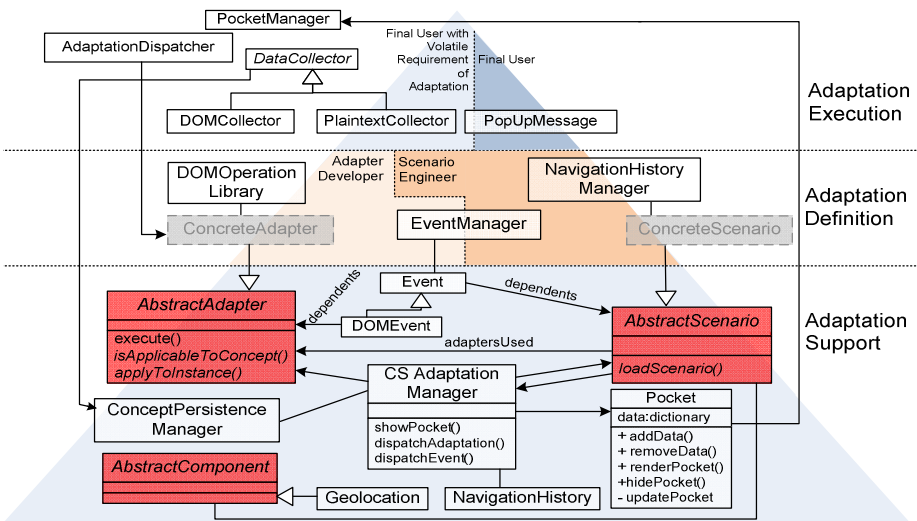 PocketManager
AdaptationDispatcher
Final User with
Volatile
Requirement
of
Adaptation
Final User
DataCollector
DOMCollector
PlaintextCollector
PopUpMessage
Adaptation
Execution
Adapter
Developer
Scenario
Engineer
DOMOperation
Library
NavigationHistory
Manager
Adaptation
Definition
ConcreteAdapter
EventManager
ConcreteScenario
Event
dependents
dependents
AbstractAdapter
execute()
isApplicableToConcept()
applyToInstance()
DOMEvent
AbstractScenario
loadScenario()
Adaptation
Support
adaptersUsed
CS Adaptation
Manager
showPocket()
dispatchAdaptation()
dispatchEvent()
ConceptPersistence
Manager
Pocket
data:dictionary
+ addData()
+ removeData()
+ renderPocket()
+hidePocket()
- updatePocket
AbstractComponent
Geolocation
NavigationHistory